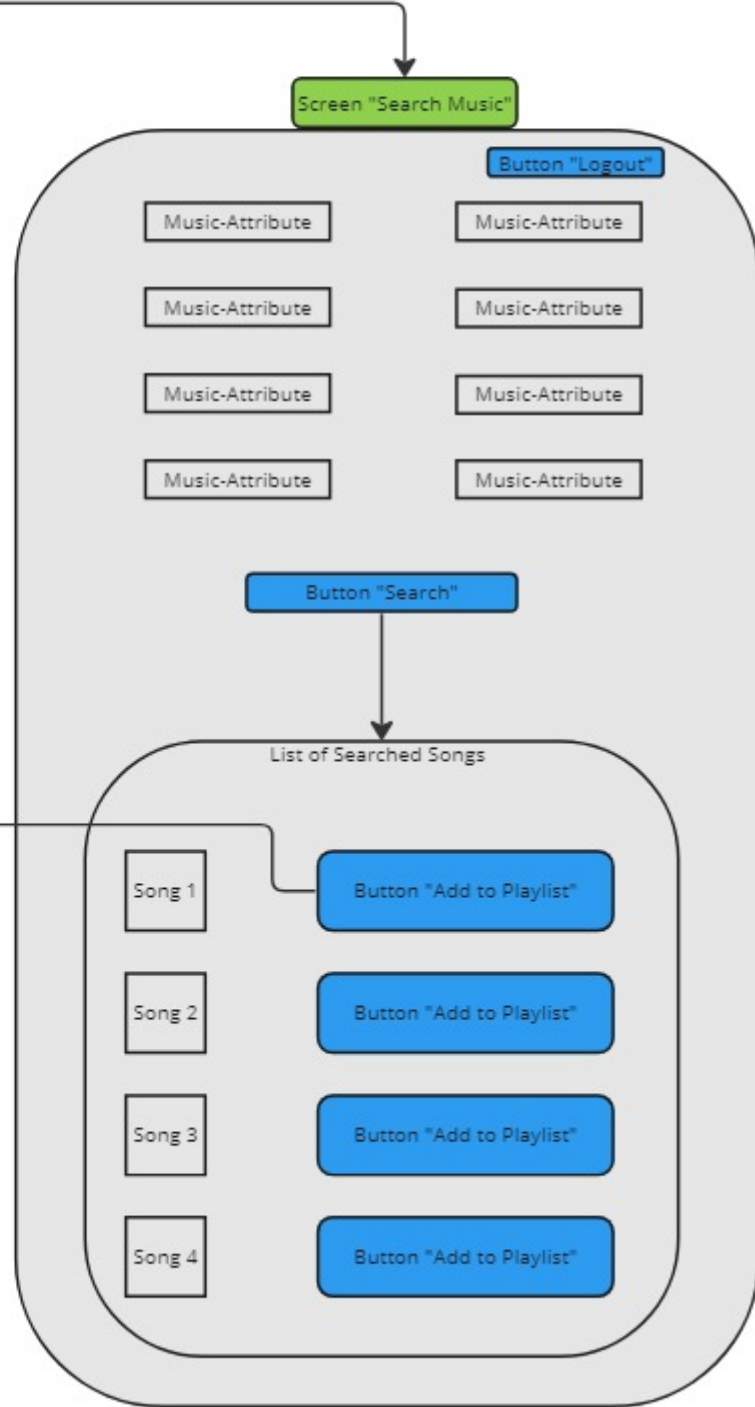 Screen "Search Music"
Button "Logout"
Music-Attribute
Music-Attribute
Music-Attribute
Music-Attribute
Music-Attribute
Music-Attribute
Music-Attribute
Music-Attribute
Button "Search"
List of Searched Songs
Song 1
Button "Add to Playlist"
Song 2
Button "Add to Playlist"
Song 3
Button "Add to Playlist"
Song 4
Button "Add to Playlist"